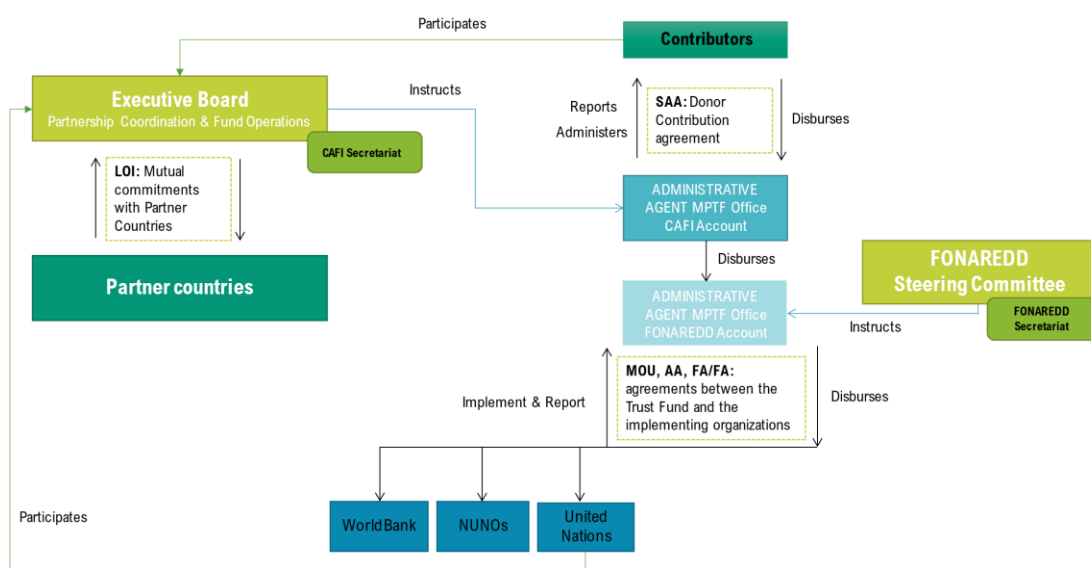 Participates
Contributors
Executive Board
Partnership Coordination & Fund Operations
CAFI Secretariat
Instructs
Reports
Administers
SAA: Donor
Contribution
agreement
Disburses
LOI: Mutual
commitments
with Partner
Countries
ADMINISTRATIVE
AGENT MPTF Office
CAFI Account
Disburses
Partner countries
FONAREDD
Steering Committee
FONAREDD
Secretariat
ADMINISTRATIVE
AGENT MPTF Office
FONAREDD Account
Instructs
MOU, AA, FA/FA:
agreements between the
Trust Fund and the
implementing organizations
Implement & Report
Disburses
WorldBank
NUNOs
United
Nations
Participates